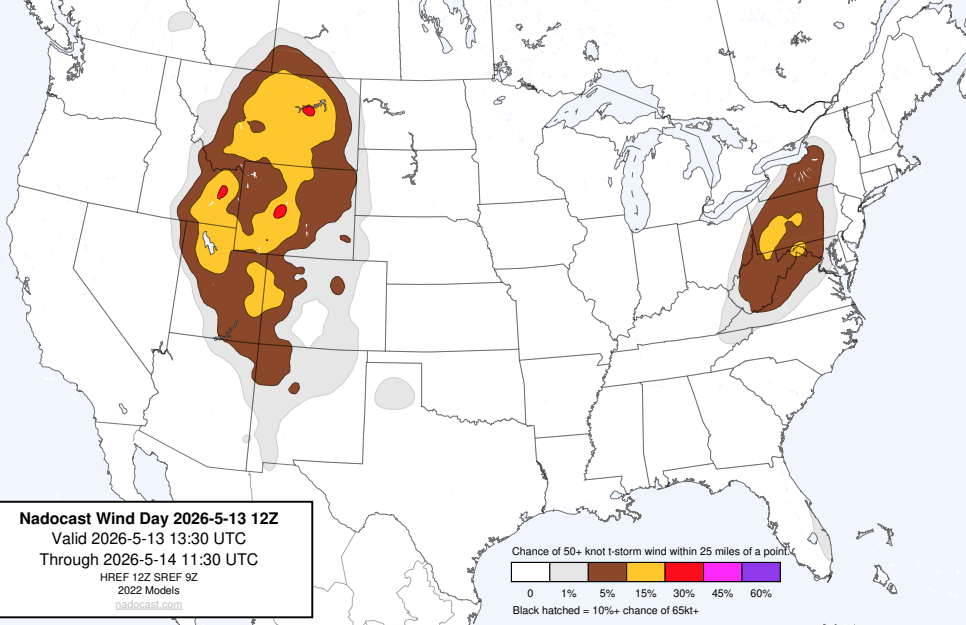 Nadocast Wind Day 2026-5-13 12Z
Valid 2026-5-13 13:30 UTC
Through 2026-5-14 11:30 UTC
HREF 12Z SREF 9Z
2022 Models
nadocast.com
Chance of 50+ knot t-storm wind within 25 miles of a point.
0 1% 5% 15% 30% 45% 60%
Black hatched = 10%+ chance of 65kt+